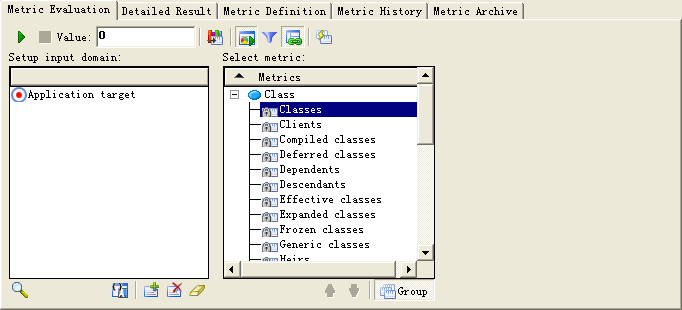 Metric Evaluation Detailed Result Metric Definition Metric History Metric Archive
Value: 0
Setup input domain: Select metric:
Application target
Metrics
Class
Classes
Clients
Compiled classes
Deferred classes
Dependents
Descendants
Effective classes
Expanded classes
Frozen classes
Generic classes
Heirs
Group